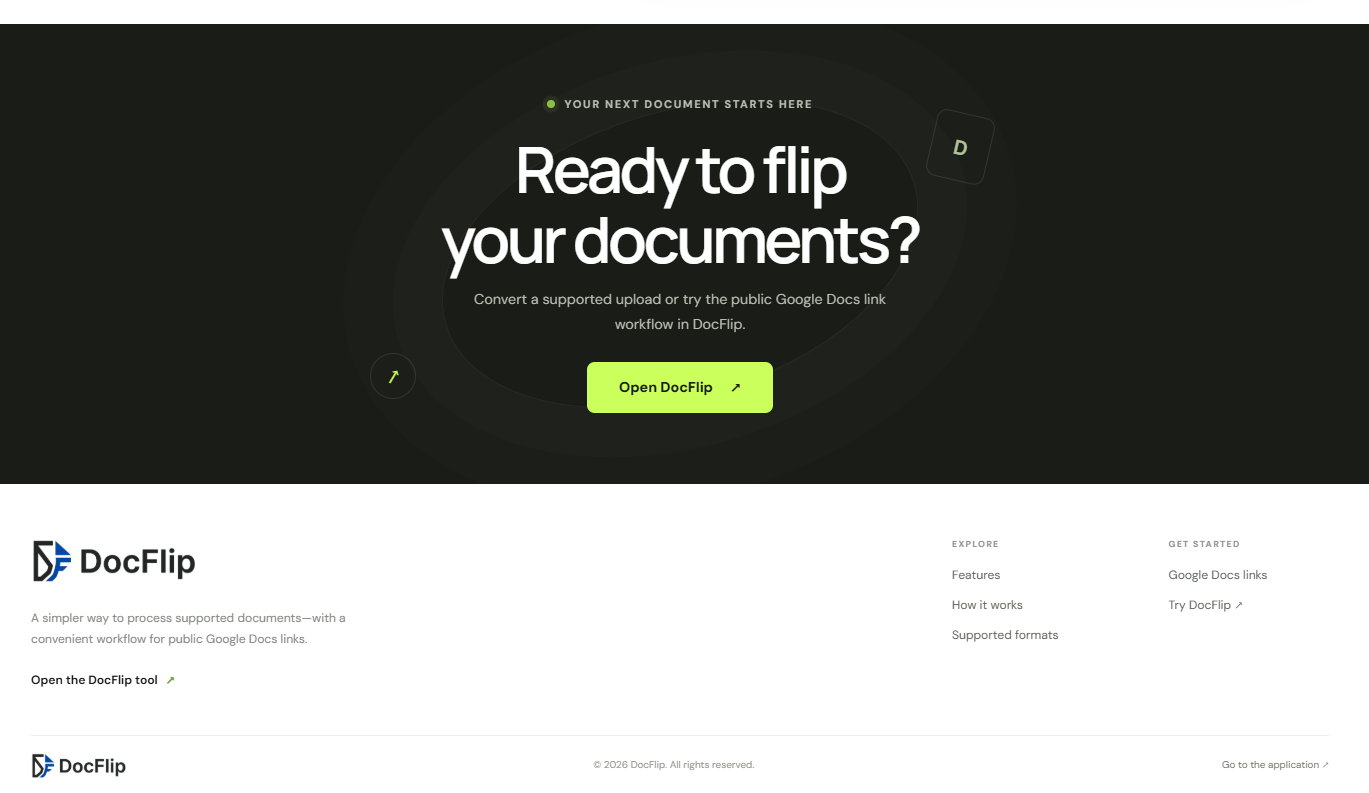 YOUR NEXT DOCUMENT STARTS HERE
Ready to flip
your documents?
D
Convert a supported upload or try the public Google Docs link
workflow in DocFlip.
↗
Open DocFlip ↗
DocFlip
A simpler way to process supported documents—with a
convenient workflow for public Google Docs links.
Open the DocFlip tool ↗
EXPLORE
Features
How it works
Supported formats
GET STARTED
Google Docs links
Try DocFlip ↗
DocFlip
© 2026 DocFlip. All rights reserved.
Go to the application ↗